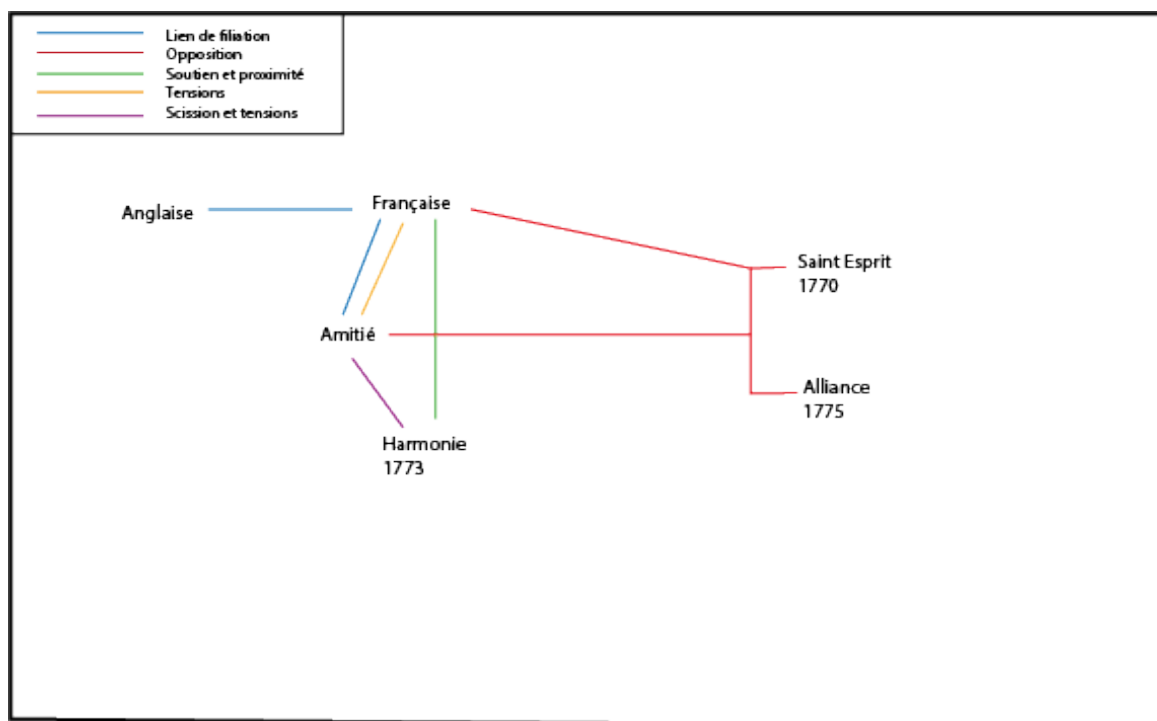 Lien de filiation
Opposition
Soutien et proximité
Tensions
Scission et tensions
Anglaise
Française
Saint Esprit
1770
Amitié
Alliance
1775
Harmonie
1773